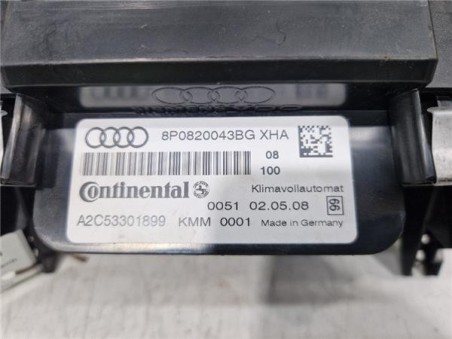 8P0820043BG XHA
08
100
Continental
Klimavollautomat
0051 02.05.08
A2C53301899 KMM 0001 Made in Germany